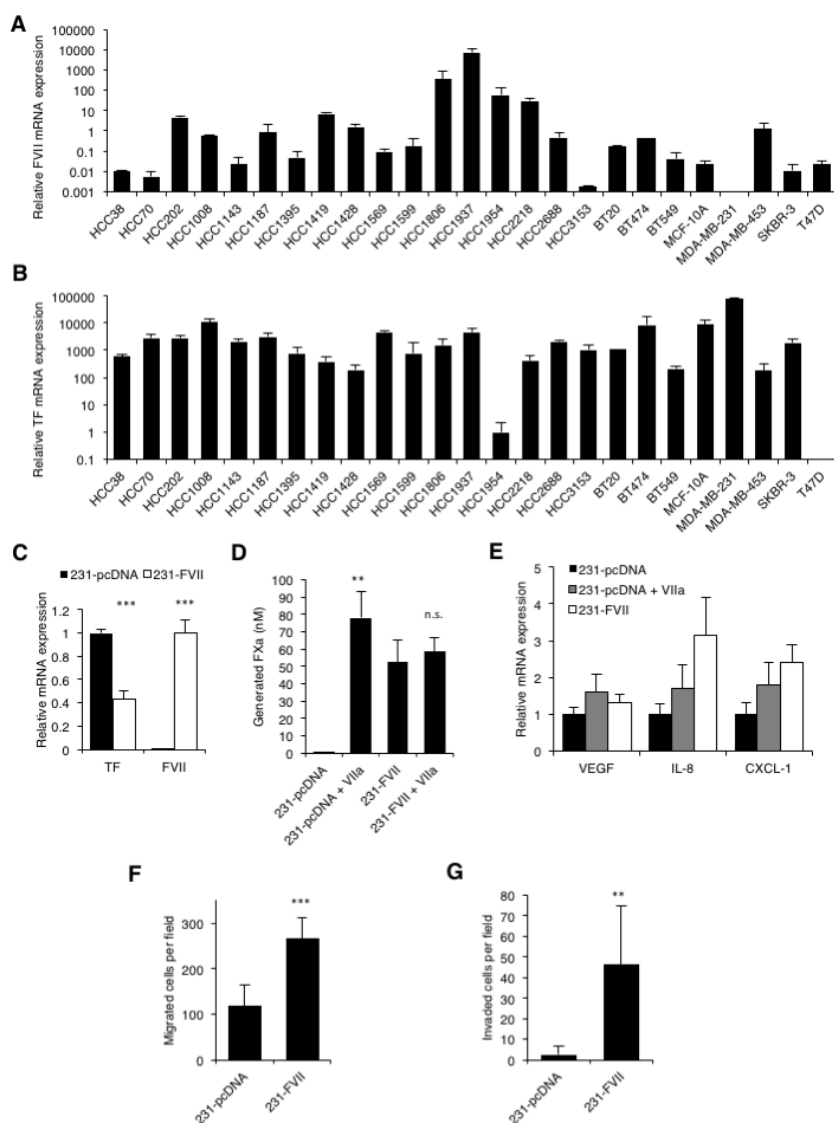 A
Relative FVII mRNA expression
100000
10000
1000
100
10
1
0.1
0.01
0.001
HCC38
HCC70
HCC202
HCC1008
HCC1143
HCC1187
HCC1395
HCC1419
HCC1428
HCC1569
HCC1599
HCC1806
HCC1937
HCC1954
HCC2218
HCC2688
HCC3153
BT20
BT474
BT549
MCF-10A
MDA-MB-231
MDA-MB-453
SKBR-3
T47D
B
Relative TF mRNA expression
100000
10000
1000
100
10
1
0.1
HCC38
HCC70
HCC202
HCC1008
HCC1143
HCC1187
HCC1395
HCC1419
HCC1428
HCC1569
HCC1599
HCC1806
HCC1937
HCC1954
HCC2218
HCC2688
HCC3153
BT20
BT474
BT549
MCF-10A
MDA-MB-231
MDA-MB-453
SKBR-3
T47D
C
231-pcDNA 231-FVII
Relative mRNA expression
1.2
1
0.8
0.6
0.4
0.2
0
*** ***
TF FVII
D
Generated FXa (nM)
100
90
80
70
60
50
40
30
20
10
0
**
n.s.
231-pcDNA
231-pcDNA + VIIa
231-FVII
231-FVII + VIIa
E
Relative mRNA expression
5
4
3
2
1
0
231-pcDNA
231-pcDNA + VIIa
231-FVII
VEGF IL-8 CXCL-1
F
Migrated cells per field
300
200
100
0
***
231-pcDNA
231-FVII
G
Invaded cells per field
80
70
60
50
40
30
20
10
0
**
231-pcDNA
231-FVII